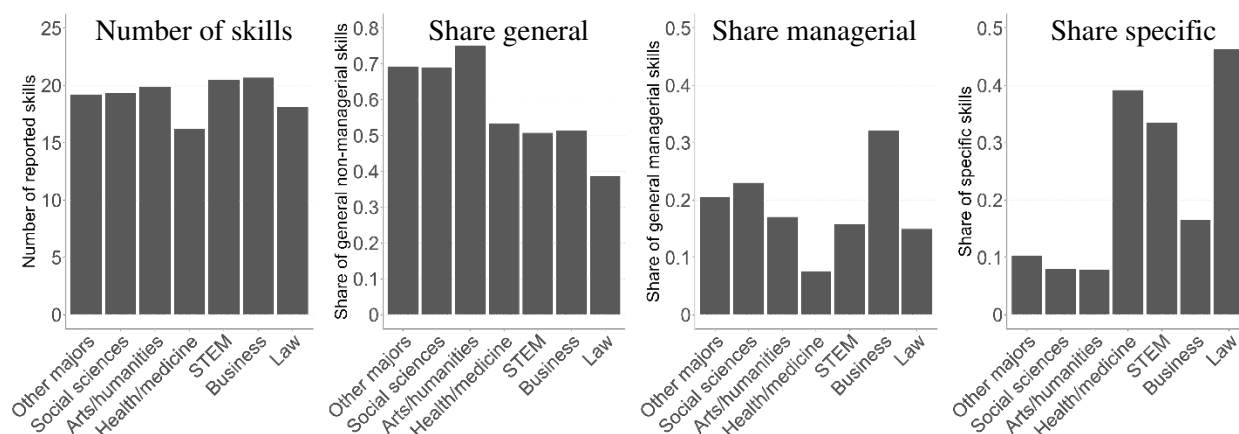 Number of skills
Number of reported skills
25
20
15
10
5
0
Other majors
Social sciences
Arts/humanities
Health/medicine
STEM
Business
Law
Share general
Share of general non-managerial skills
0.8
0.7
0.6
0.5
0.4
0.3
0.2
0.1
0
Other majors
Social sciences
Arts/humanities
Health/medicine
STEM
Business
Law
Share managerial
Share of general managerial skills
0.5
0.4
0.3
0.2
0.1
0
Other majors
Social sciences
Arts/humanities
Health/medicine
STEM
Business
Law
Share specific
Share of specific skills
0.5
0.4
0.3
0.2
0.1
0
Other majors
Social sciences
Arts/humanities
Health/medicine
STEM
Business
Law